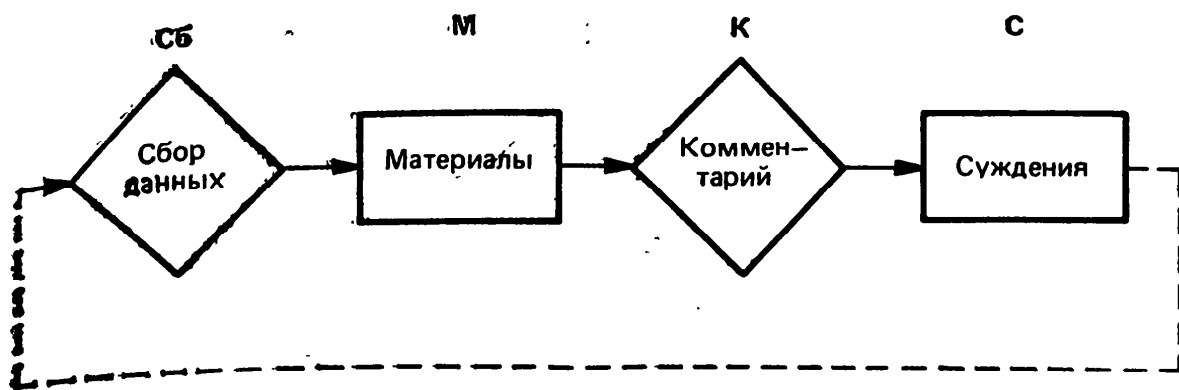 Сб М К С
Сбор
данных
Материалы
Коммен-
тарий
Суждения